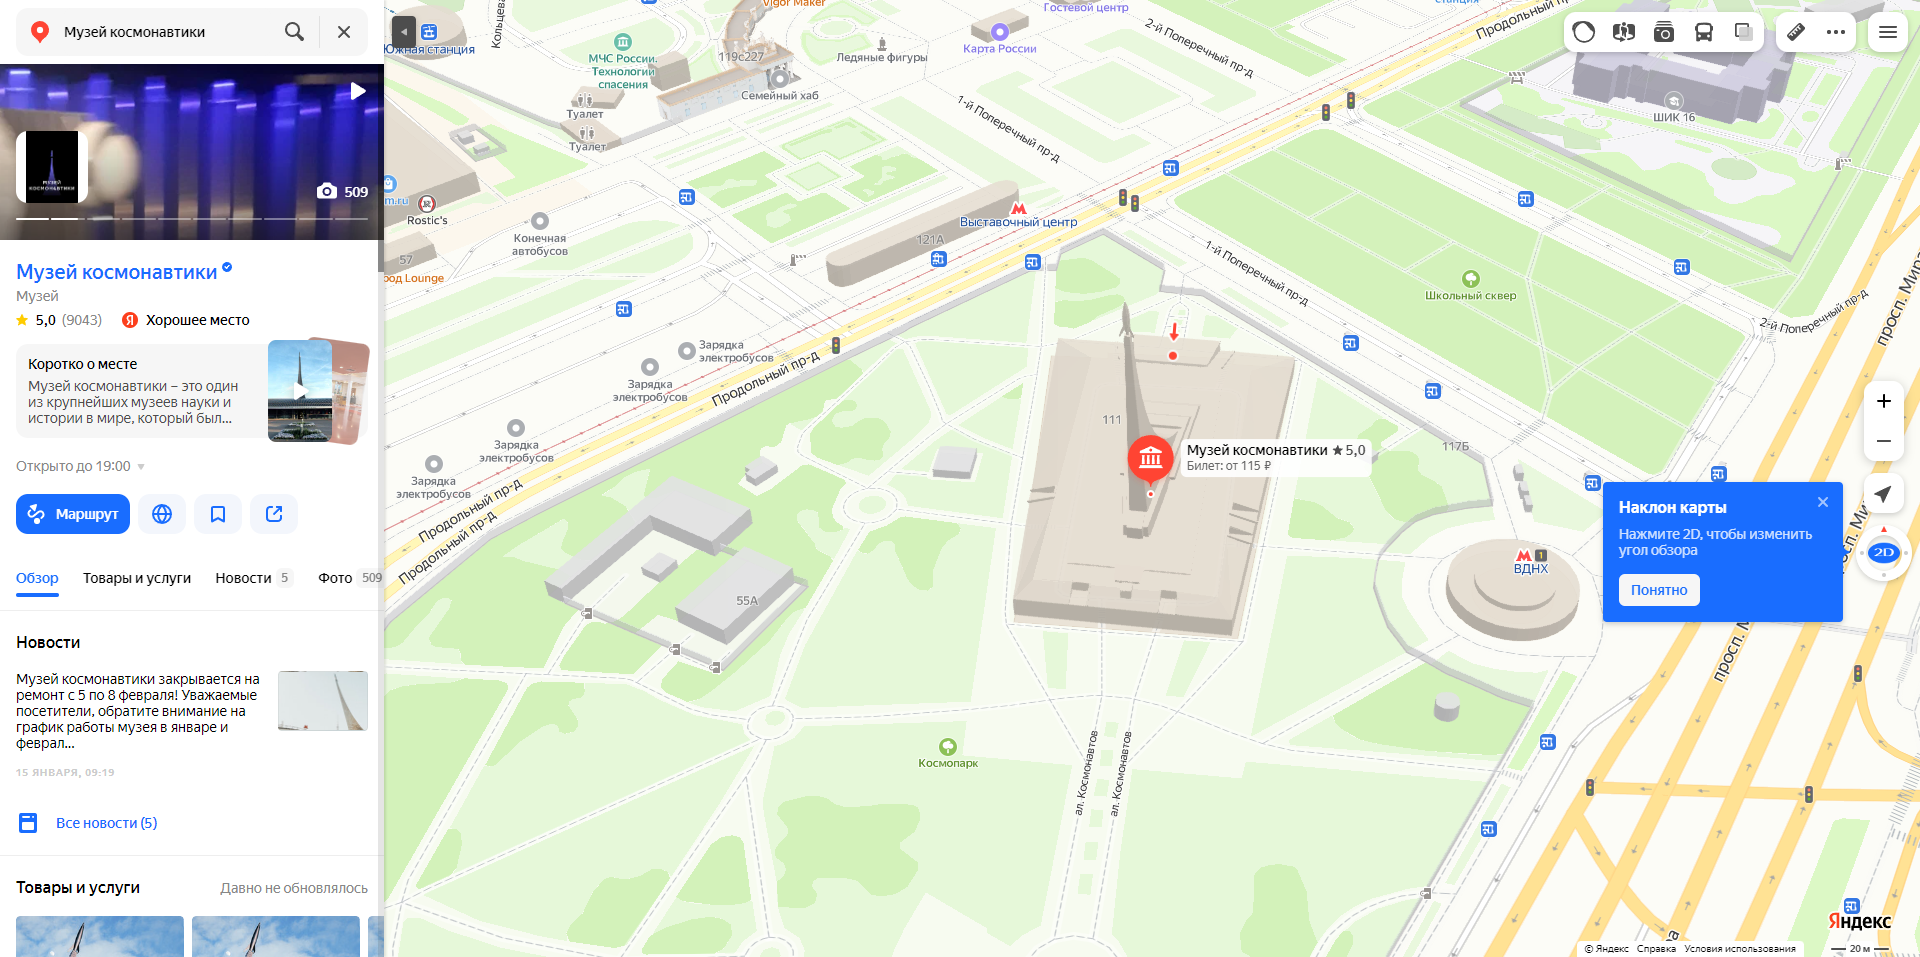 Музей космонавтики
МУЗЕЙ
КОСМОНАВТИКИ
509
Музей космонавтики
Музей
5,0 (9043)
Хорошее место
Коротко о месте
Музей космонавтики – это один
из крупнейших музеев науки и
истории в мире, который был...
Открыто до 19:00
Маршрут
Обзор
Товары и услуги
Новости 5
Фото 509
Новости
Музей космонавтики закрывается на
ремонт с 5 по 8 февраля! Уважаемые
посетители, обратите внимание на
график работы музея в январе и
феврал...
15 ЯНВАРЯ, 09:19
Все новости (5)
Товары и услуги
Давно не обновлялось
Vigor Maker
Гостевой центр
станция
Кольцева
Южная станция
МЧС России.
Технологии
спасения
119с227
Семейный хаб
Ледяные фигуры
Карта России
2-й Поперечный пр-д
Продольный пр
ШИК 16
Туалет
Туалет
1-й Поперечный пр-д
m.ru
Rostic's
Конечная
автобусов
57
род Lounge
121А
Выставочный центр
1-й Поперечный пр-д
Школьный сквер
2-й Поперечный пр-д
просп. Мира
Зарядка
электробусов
Зарядка
электробусов
Продольный пр-д
Зарядка
электробусов
Зарядка
электробусов
Продольный пр-д
Продольный пр-д
111
Музей космонавтики 5,0
Билет: от 115 ₽
117Б
1
ВДНХ
55А
Космопарк
ал. Космонавтов
ал. Космонавтов
Наклон карты
Нажмите 2D, чтобы изменить
угол обзора
Понятно
2D
Яндекс
© Яндекс Справка Условия использования
20 м